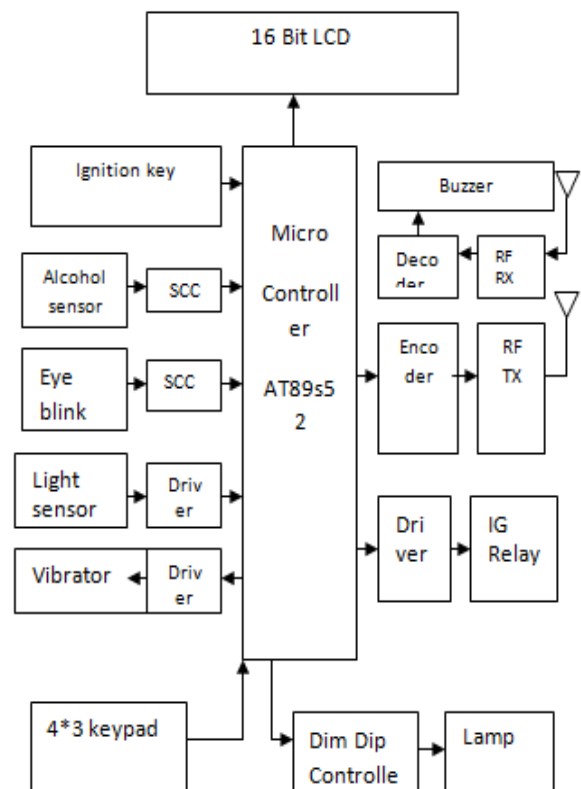 16 Bit LCD
Ignition key
Micro
Controll
er
AT89s5
2
Buzzer
Deco
der
RF
RX
Alcohol
sensor
SCC
Eye
blink
SCC
Enco
der
RF
TX
Light
sensor
Driv
er
Dri
ver
IG
Relay
Vibrator
Driv
er
4*3 keypad
Dim Dip
Controlle
Lamp